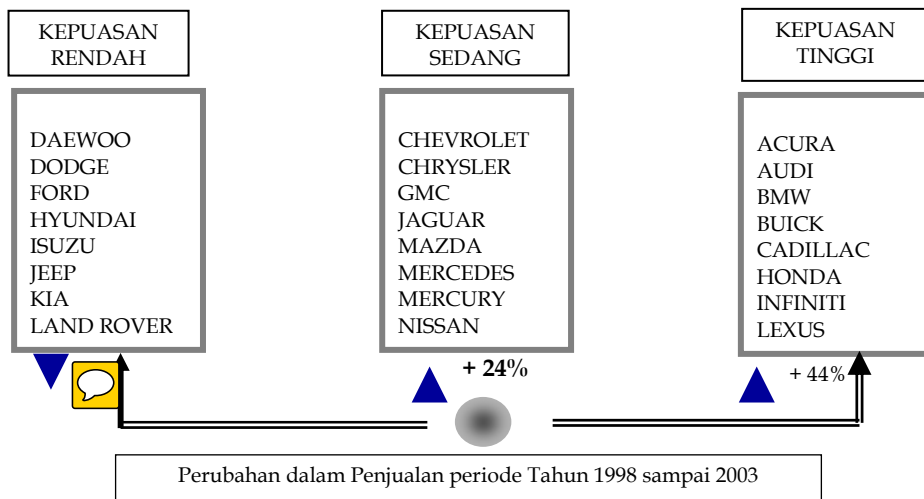 KEPUASAN
RENDAH
DAEWOO
DODGE
FORD
HYUNDAI
ISUZU
JEEP
KIA
LAND ROVER
KEPUASAN
SEDANG
CHEVROLET
CHRYSLER
GMC
JAGUAR
MAZDA
MERCEDES
MERCURY
NISSAN
+ 24%
KEPUASAN
TINGGI
ACURA
AUDI
BMW
BUICK
CADILLAC
HONDA
INFINITI
LEXUS
+ 44%
Perubahan dalam Penjualan periode Tahun 1998 sampai 2003